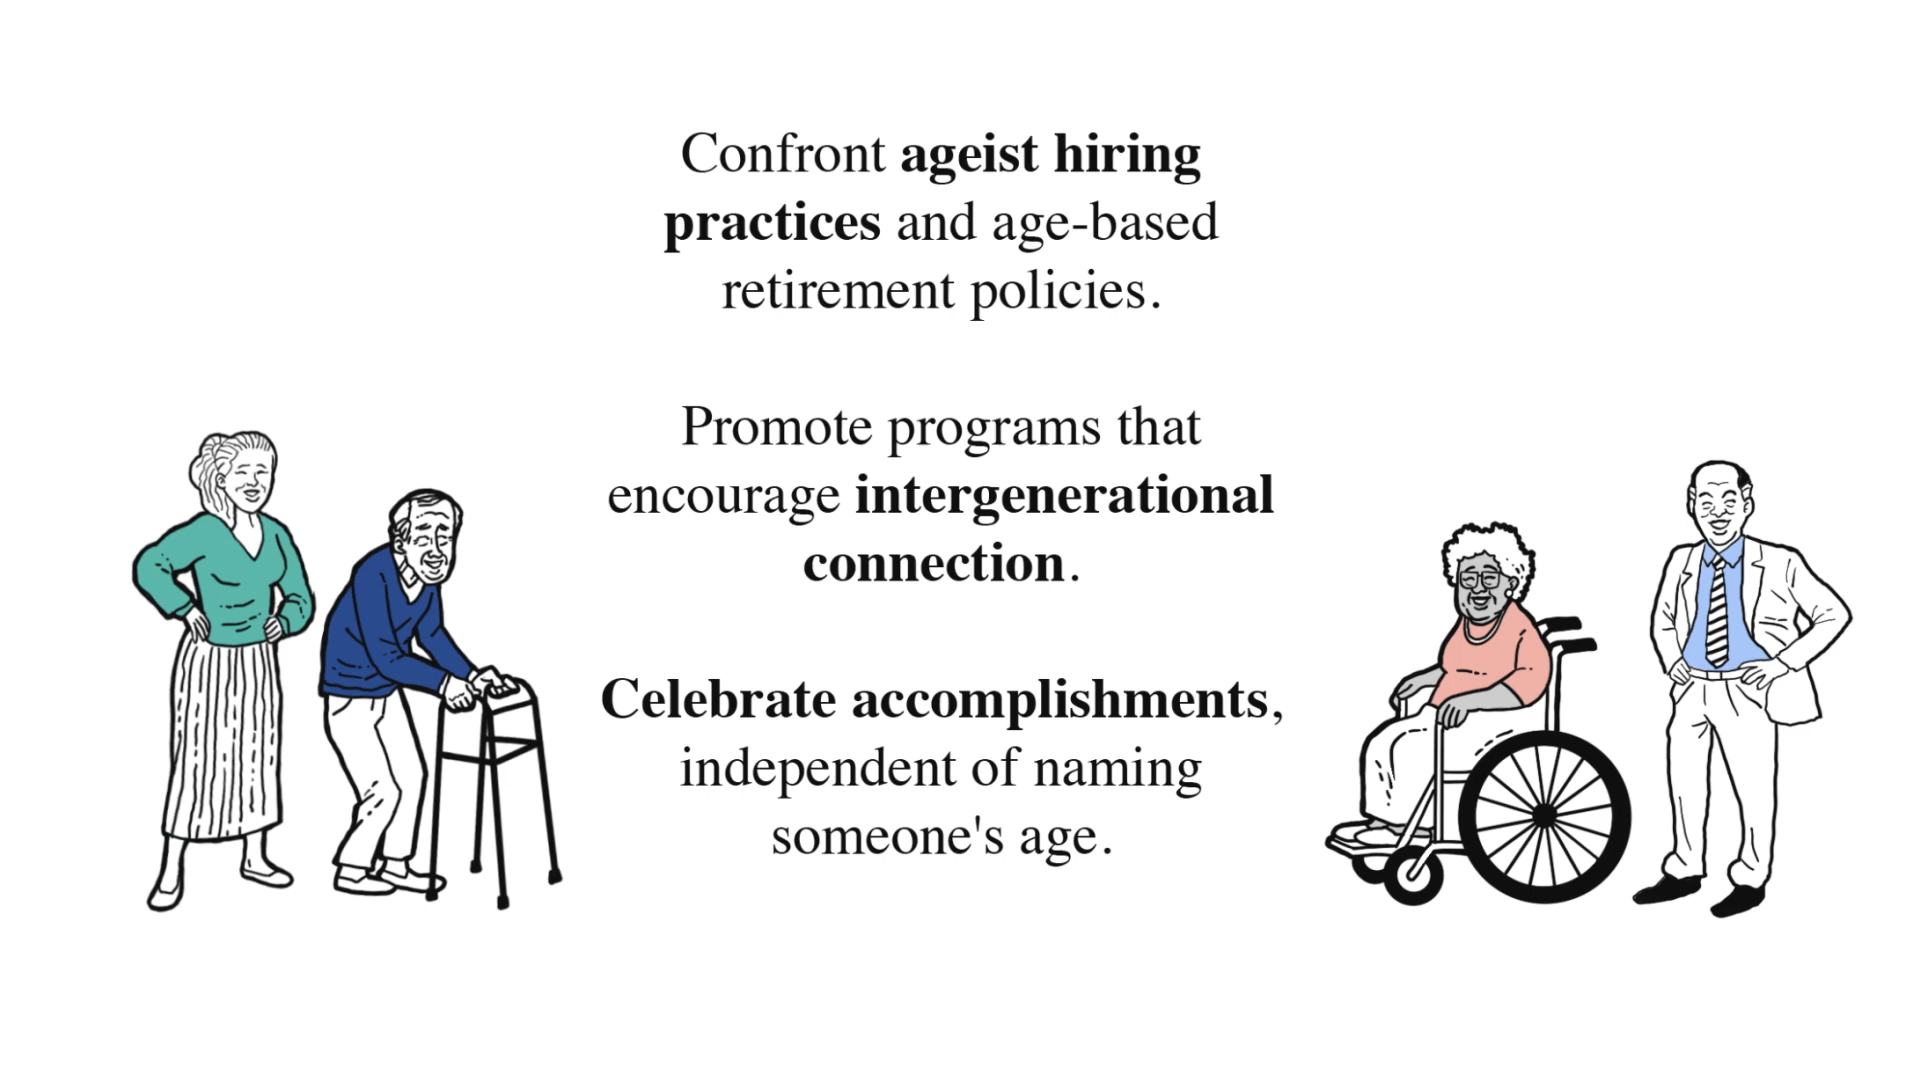 Confront ageist hiring
practices and age-based
retirement policies.
Promote programs that
encourage intergenerational
connection.
Celebrate accomplishments,
independent of naming
someone's age.